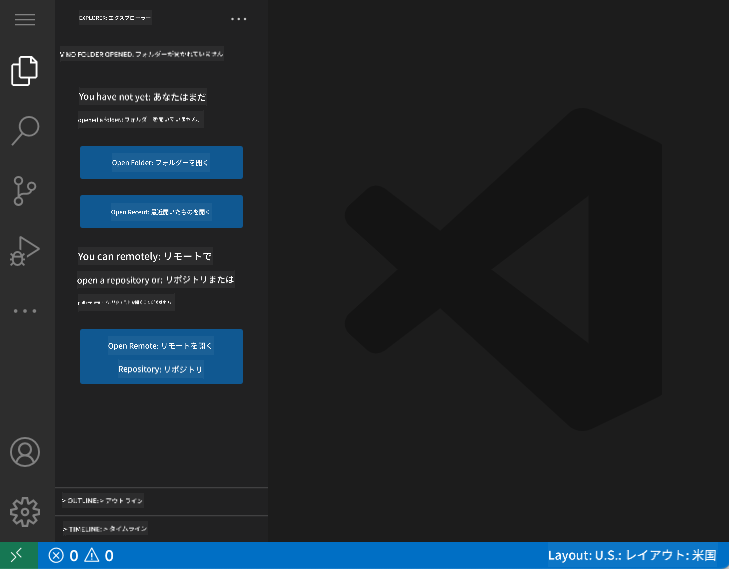 EXPLORER: エクスプローラー
V NO FOLDER OPENED. フォルダーが開かれていません
You have not yet: あなたはまだ
opened a folder: フォルダーを開いていません。
Open Folder: フォルダーを開く
Open Recent: 最近開いたものを開く
You can remotely: リモートで
open a repository or: リポジトリまたは
Open Remote: リモートを開く
Repository: リポジトリ
> OUTLINE: > アウトライン
> TIMELINE: > タイムライン
0 0
Layout: U.S.: レイアウト: 米国